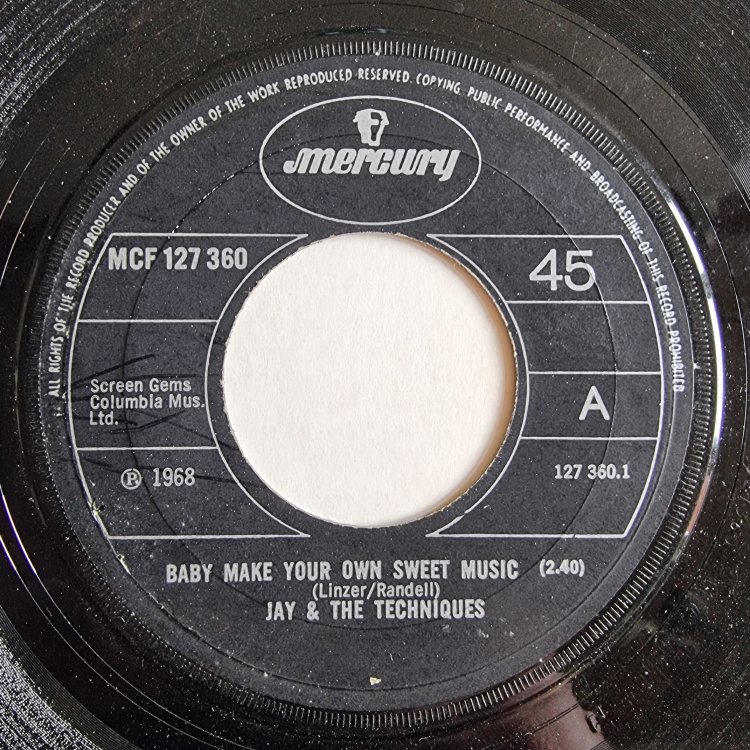 ALL RIGHTS OF THE RECORD PRODUCER AND OF THE OWNER OF THE WORK REPRODUCED RESERVED. COPYING PUBLIC PERFORMANCE AND BROADCASTING OF THIS RECORD PROHIBITED
mercury
MCF 127 360
45
Screen Gems
Columbia Mus.
Ltd.
A
℗ 1968
127 360.1
BABY MAKE YOUR OWN SWEET MUSIC (2.40)
(Linzer/Randell)
JAY & THE TECHNIQUES